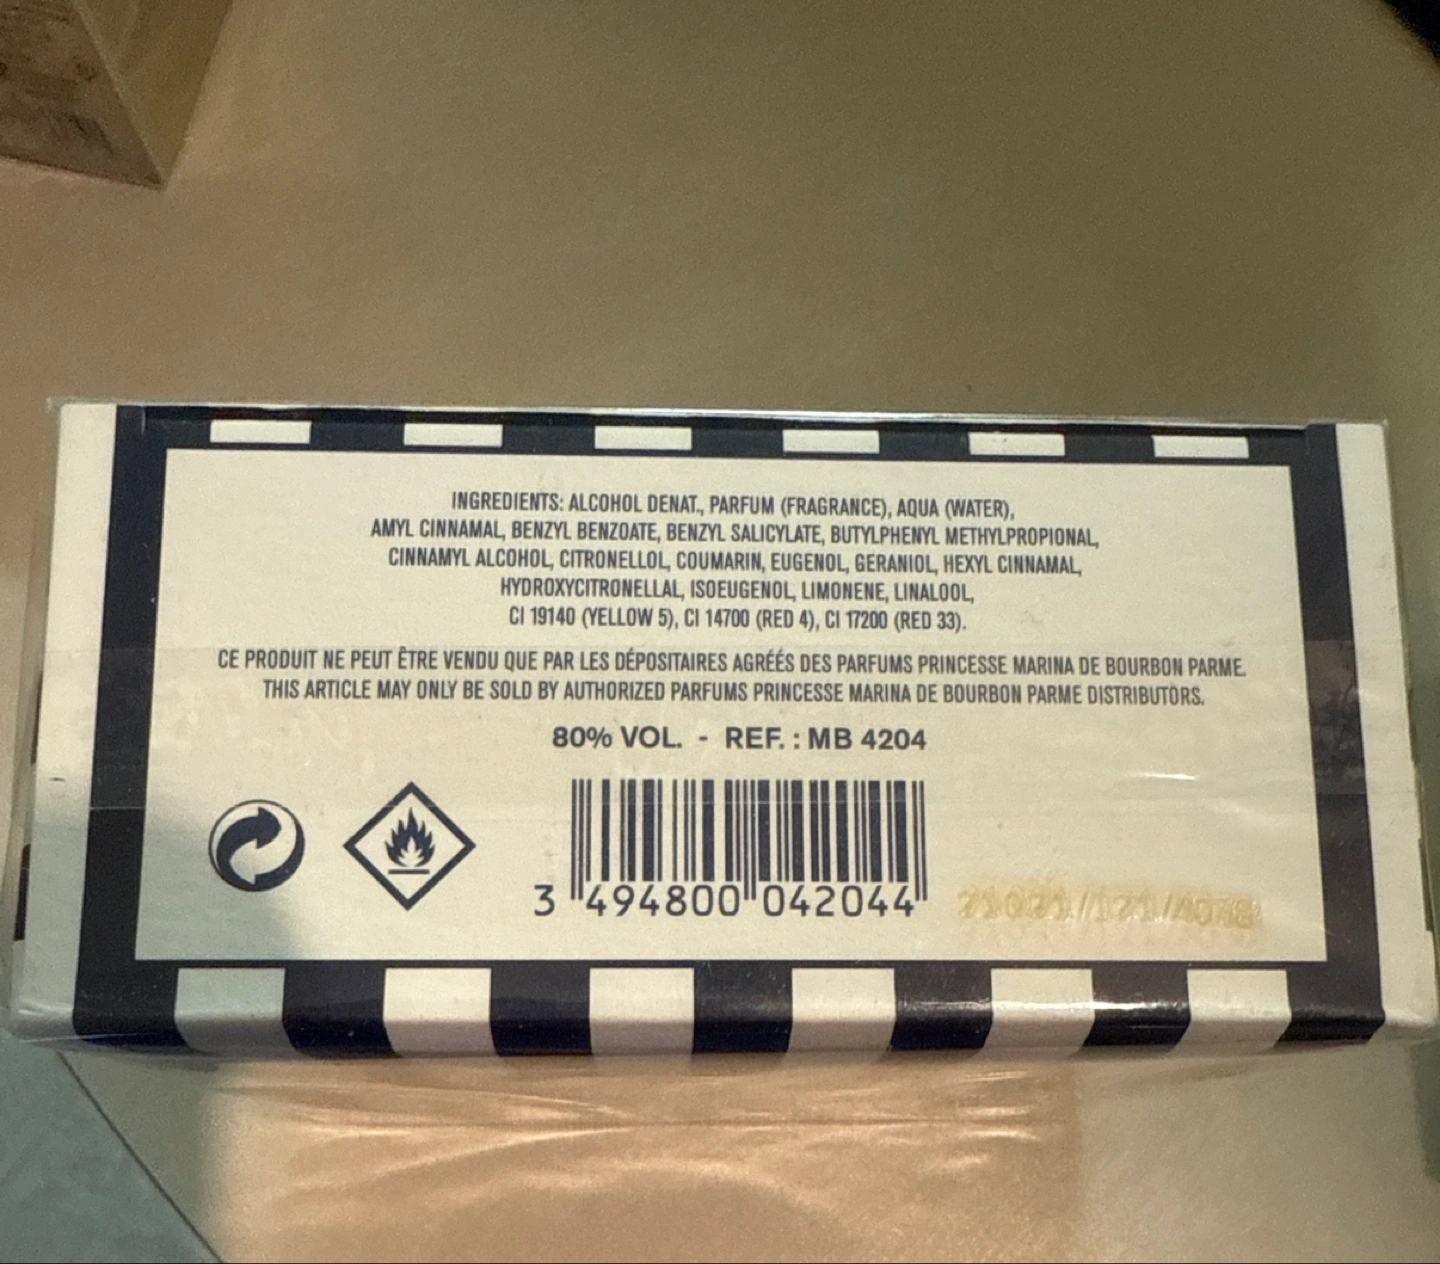 INGREDIENTS: ALCOHOL DENAT., PARFUM (FRAGRANCE), AQUA (WATER),
AMYL CINNAMAL, BENZYL BENZOATE, BENZYL SALICYLATE, BUTYLPHENYL METHYLPROPIONAL,
CINNAMYL ALCOHOL, CITRONELLOL, COUMARIN, EUGENOL, GERANIOL, HEXYL CINNAMAL,
HYDROXYCITRONELLAL, ISOEUGENOL, LIMONENE, LINALOOL,
CI 19140 (YELLOW 5), CI 14700 (RED 4), CI 17200 (RED 33).
CE PRODUIT NE PEUT ÊTRE VENDU QUE PAR LES DÉPOSITAIRES AGRÉÉS DES PARFUMS PRINCESSE MARINA DE BOURBON PARME.
THIS ARTICLE MAY ONLY BE SOLD BY AUTHORIZED PARFUMS PRINCESSE MARINA DE BOURBON PARME DISTRIBUTORS.
80% VOL. - REF. : MB 4204
3 494800 042044